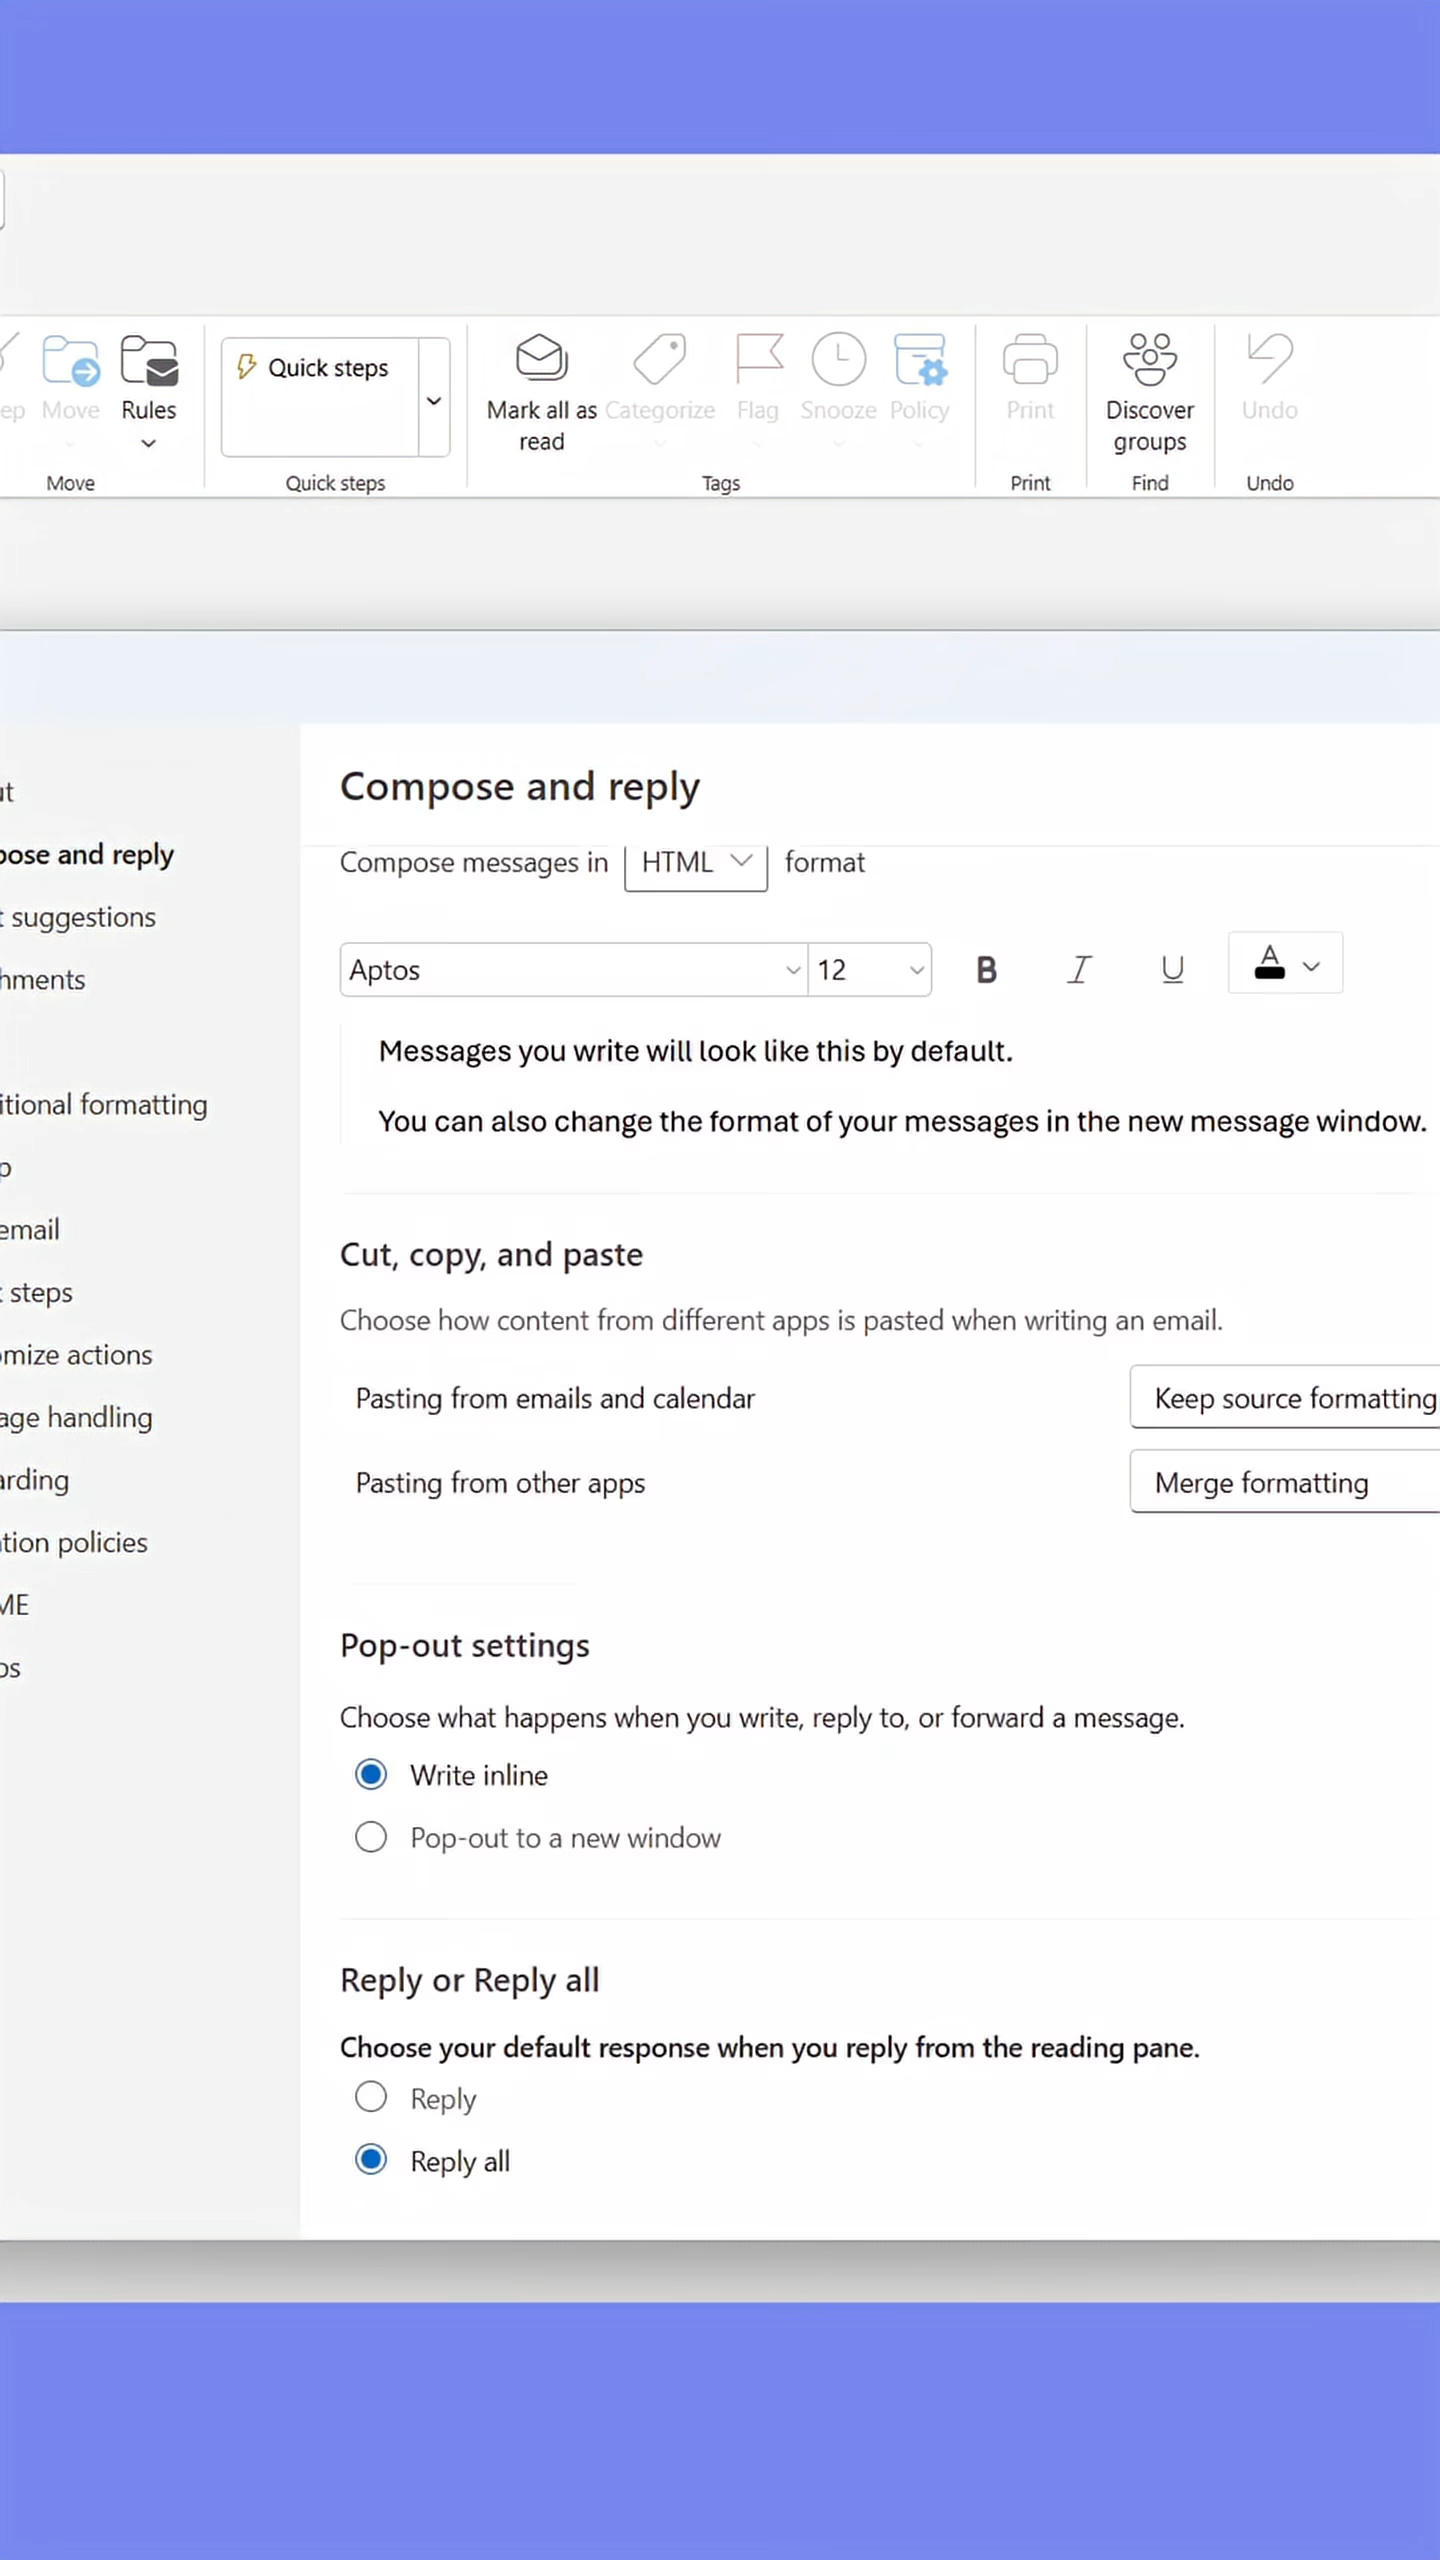 Quick steps
ep Move Rules
Mark all as read
Categorize Flag Snooze Policy
Print
Discover groups
Undo
Move Quick steps Tags Print Find Undo
Compose and reply
ut
pose and reply
t suggestions
hments
itional formatting
p
email
steps
omize actions
age handling
arding
tion policies
ME
os
Compose messages in HTML format
Aptos 12 B I U A
Messages you write will look like this by default.
You can also change the format of your messages in the new message window.
Cut, copy, and paste
Choose how content from different apps is pasted when writing an email.
Pasting from emails and calendar Keep source formatting
Pasting from other apps Merge formatting
Pop-out settings
Choose what happens when you write, reply to, or forward a message.
Write inline
Pop-out to a new window
Reply or Reply all
Choose your default response when you reply from the reading pane.
Reply
Reply all